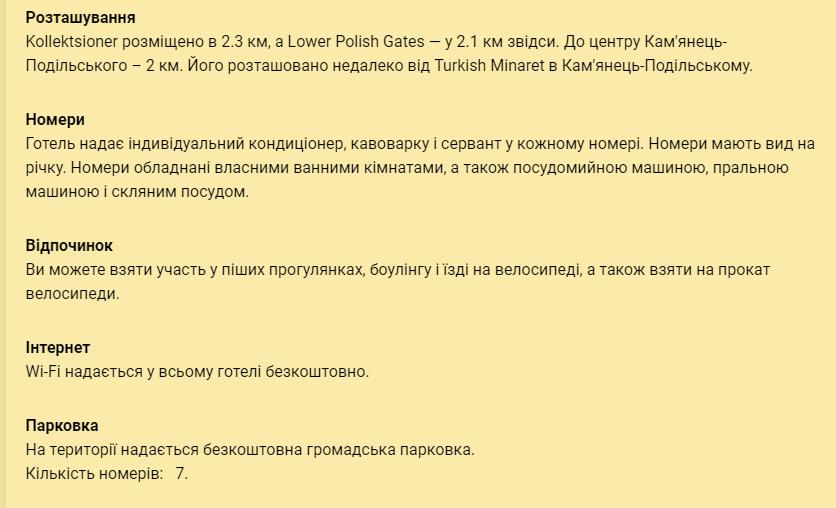 Розташування
Kollektsioner розміщено в 2.3 км, а Lower Polish Gates — у 2.1 км звідси. До центру Кам'янець-
Подільського – 2 км. Його розташовано недалеко від Turkish Minaret в Кам'янець-Подільському.
Номери
Готель надає індивідуальний кондиціонер, кавоварку і сервант у кожному номері. Номери мають вид на
річку. Номери обладнані власними ванними кімнатами, а також посудомийною машиною, пральною
машиною і скляним посудом.
Відпочинок
Ви можете взяти участь у піших прогулянках, боулінгу і їзді на велосипеді, а також взяти на прокат
велосипеди.
Інтернет
Wi-Fi надається у всьому готелі безкоштовно.
Парковка
На території надається безкоштовна громадська парковка.
Кількість номерів:   7.